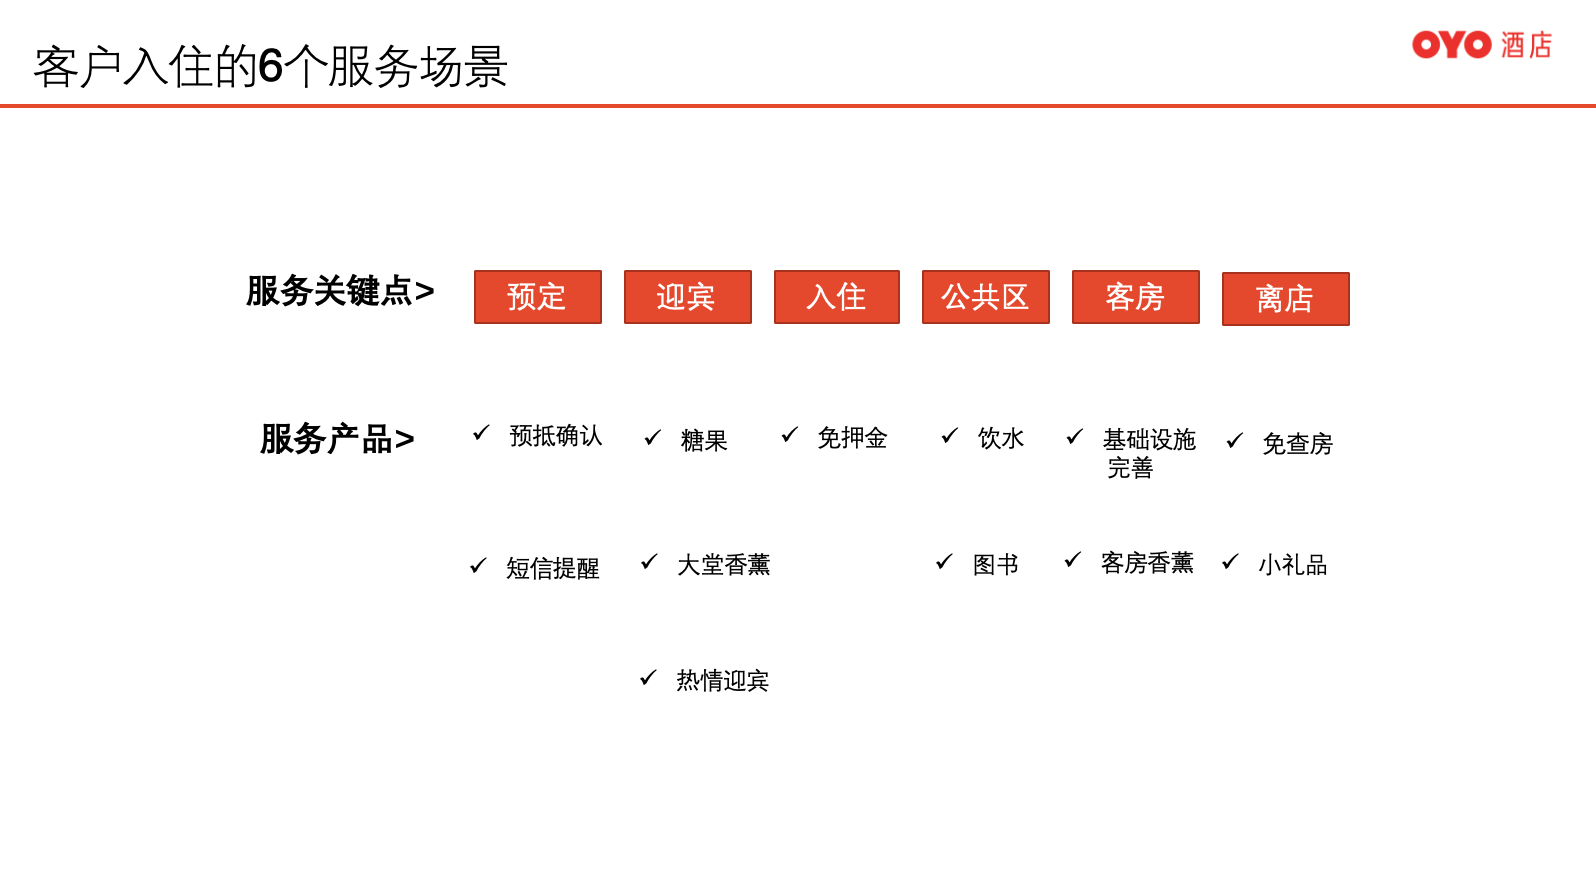 客户入住的6个服务场景
OYO 酒店
服务关键点>
预定
迎宾
入住
公共区
客房
离店
服务产品>
✓ 预抵确认
✓ 糖果
✓ 免押金
✓ 饮水
✓ 基础设施
完善
✓ 免查房
✓ 短信提醒
✓ 大堂香薰
✓ 图书
✓ 客房香薰
✓ 小礼品
✓ 热情迎宾